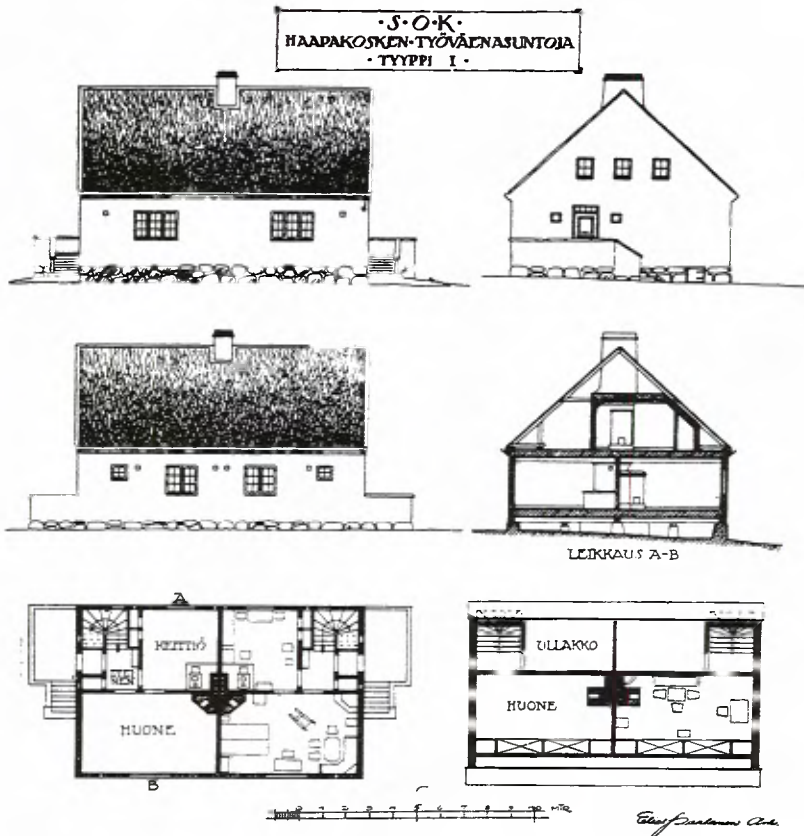 ·S·O·K·
HAAPAKOSKEN·TYÖVÄENASUNTOJA
·TYYPPI I·
LEIKKAUS A-B
A
KEITTIÖ
HUONE
B
ULLAKKO
HUONE
MTR